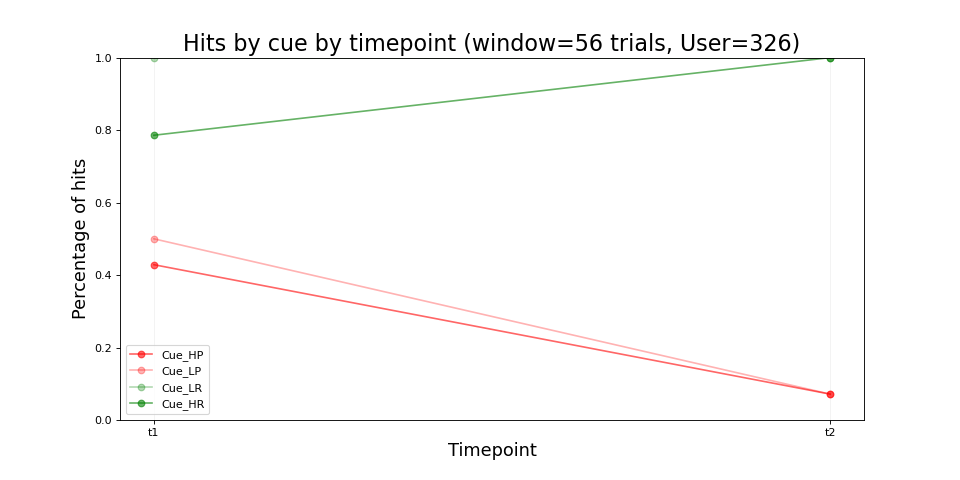 Hits by cue by timepoint (window=56 trials, User=326)
Percentage of hits
1.0
0.8
0.6
0.4
0.2
0.0
Cue_HP
Cue_LP
Cue_LR
Cue_HR
t1
t2
Timepoint